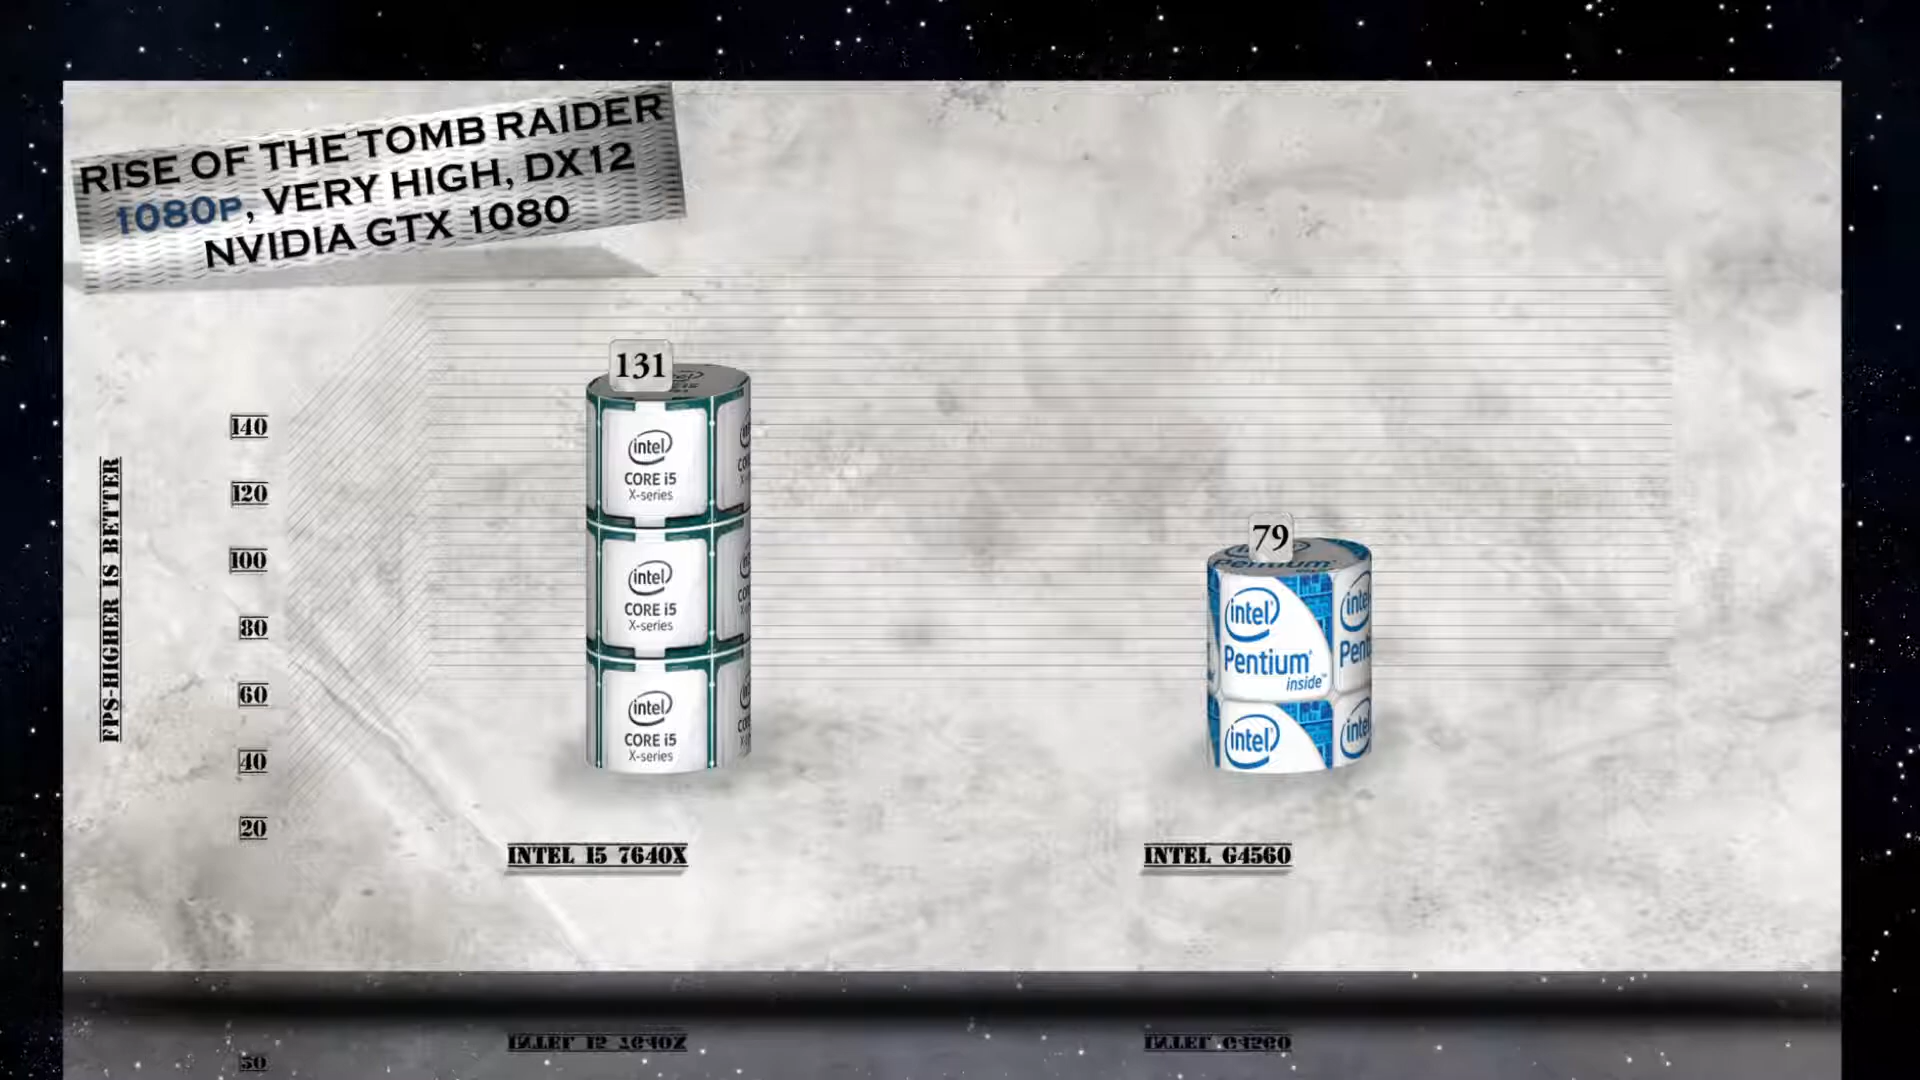 RISE OF THE TOMB RAIDER
1080P, VERY HIGH, DX12
NVIDIA GTX 1080
FPS-HIGHER IS BETTER
140
120
100
80
60
40
20
131
intel
CORE i5
X-series
intel
CORE i5
X-series
intel
CORE i5
X-series
INTEL I5 7640X
79
Pentium
intel
Pentium
inside
intel
intel
INTEL G4560